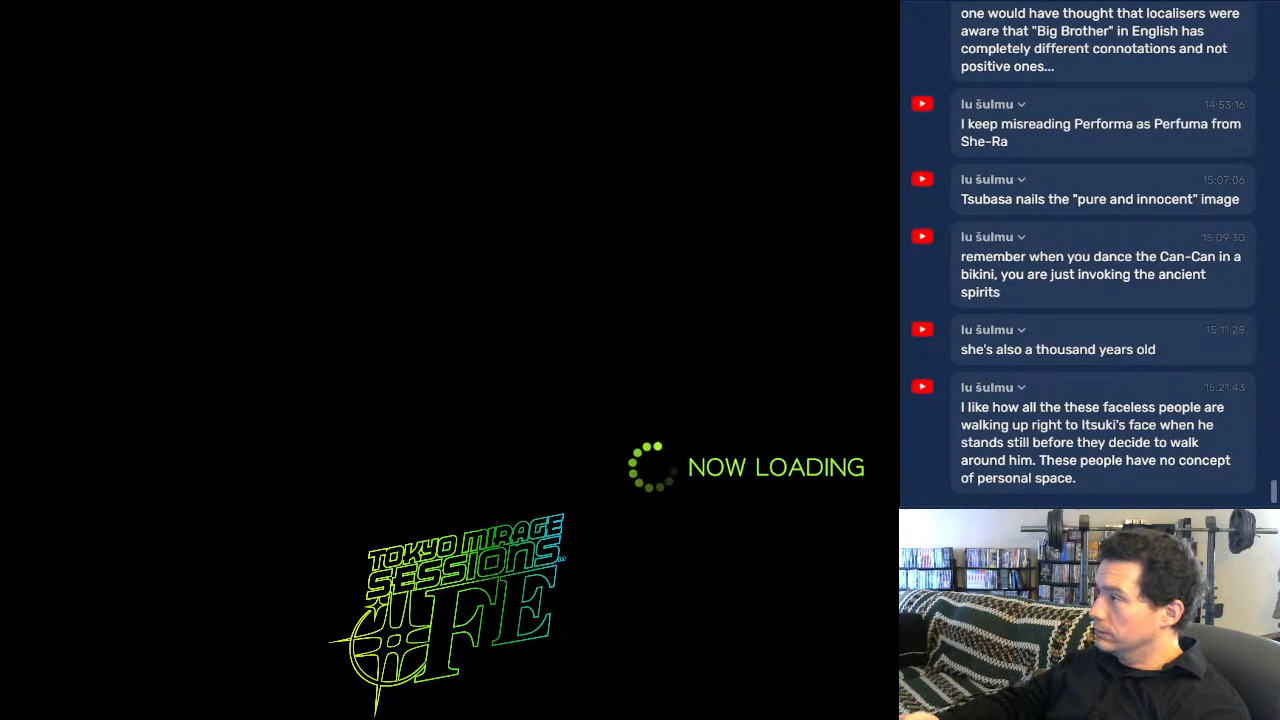 one would have thought that localisers were
aware that "Big Brother" in English has
completely different connotations and not
positive ones...
lu šulmu 14:53:16
I keep misreading Performa as Perfuma from
She-Ra
lu šulmu 15:07:06
Tsubasa nails the "pure and innocent" image
lu šulmu 15:09:30
remember when you dance the Can-Can in a
bikini, you are just invoking the ancient
spirits
lu šulmu 15:11:28
she's also a thousand years old
lu šulmu 15:21:43
I like how all the these faceless people are
walking up right to Itsuki's face when he
stands still before they decide to walk
around him. These people have no concept
of personal space.
NOW LOADING
TOKYO MIRAGE
SESSIONS
#FE